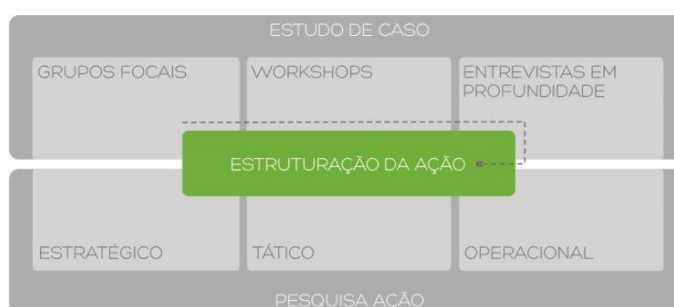 ESTUDO DE CASO
GRUPOS FOCAIS
WORKSHOPS
ENTREVISTAS EM
PROFUNDIDADE
ESTRUTURAÇÃO DA AÇÃO
ESTRATÉGICO
TÁTICO
OPERACIONAL
PESQUISA AÇÃO